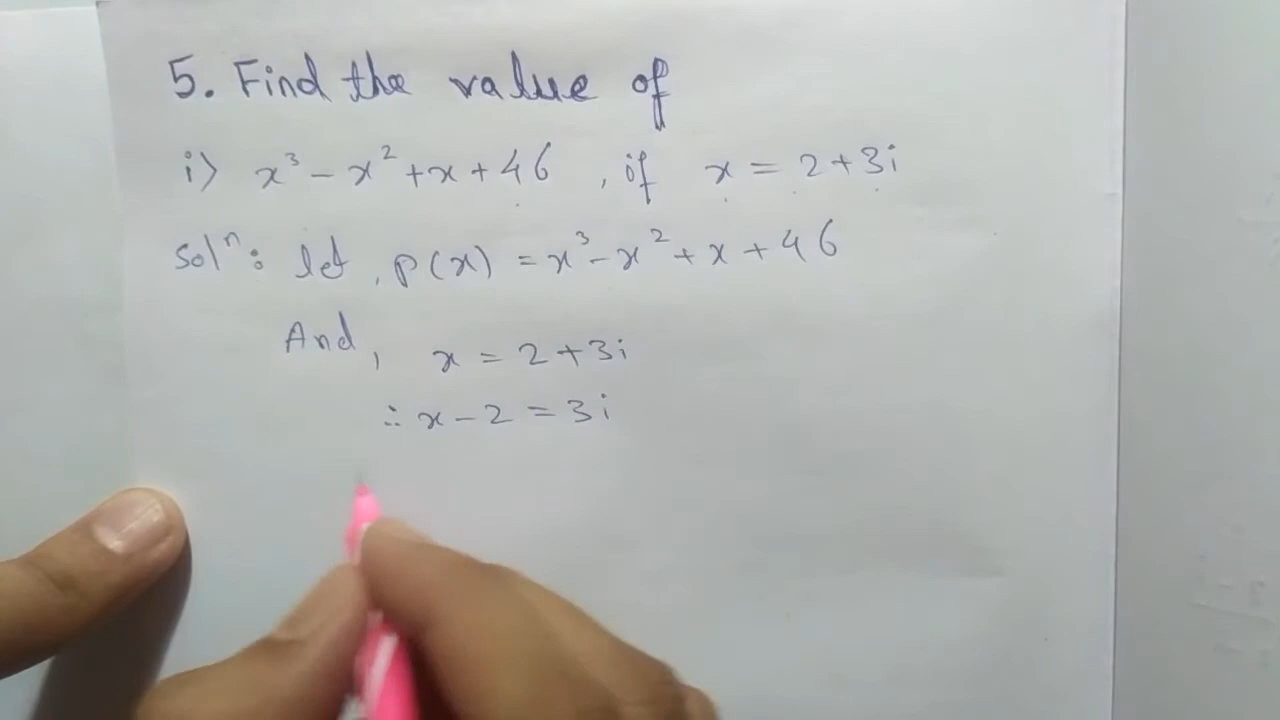 5. Find the value of
i) x³ - x² + x + 46 , if x = 2 + 3i
Solⁿ: let, p(x) = x³ - x² + x + 46
And, x = 2 + 3i
∴ x - 2 = 3i